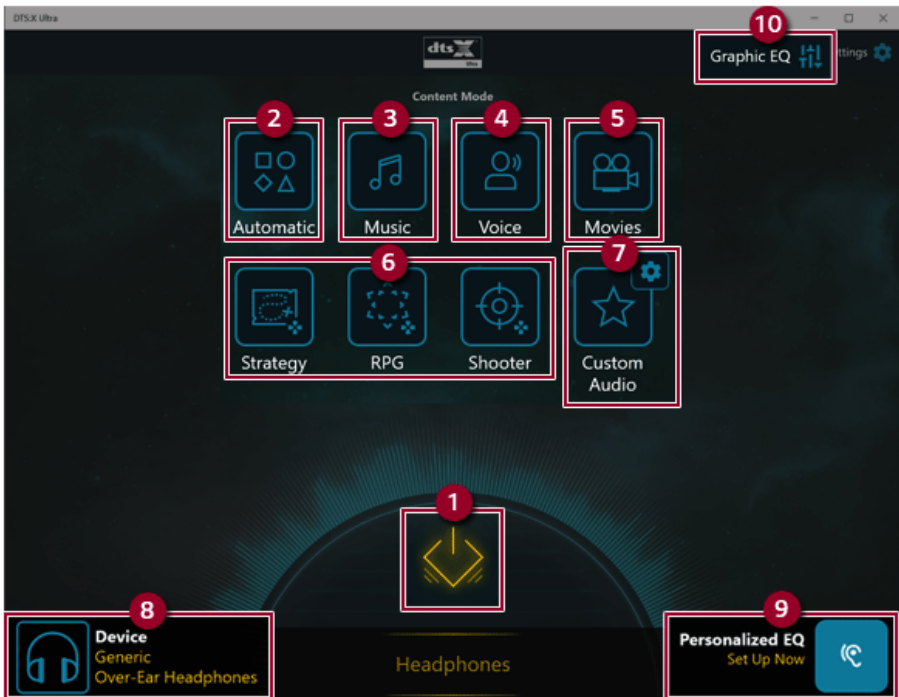 DTS:X Ultra
10
dts X
Ultra
Graphic EQ
ttings
Content Mode
2
3
4
5
Automatic
Music
Voice
Movies
6
7
Strategy
RPG
Shooter
Custom
Audio
1
8
9
Device
Generic
Over-Ear Headphones
Headphones
Personalized EQ
Set Up Now